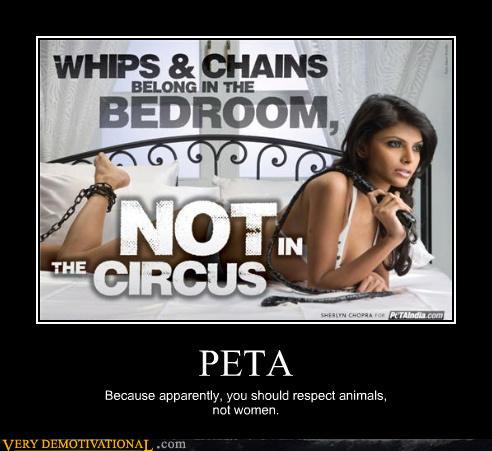 WHIPS & CHAINS
BELONG IN THE
BEDROOM,
NOT IN
THE CIRCUS
SHERLYN CHOPRA FOR PETAIndia.com
PETA
Because apparently, you should respect animals,
not women.
VERY DEMOTIVATIONAL.com